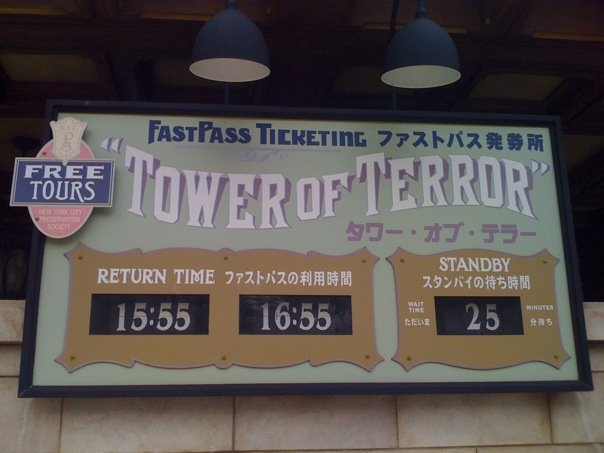 FASTPASS TICKETING ファストパス発券所
N.Y.C.
P S
FREE
TOURS
NEW YORK CITY
PRESERVATION
SOCIETY
"TOWER OF TERROR"
タワー・オブ・テラー
RETURN TIME ファストパスの利用時間
15:55 16:55
STANDBY
スタンバイの待ち時間
WAIT TIME ただいま 25 MINUTES 分待ち